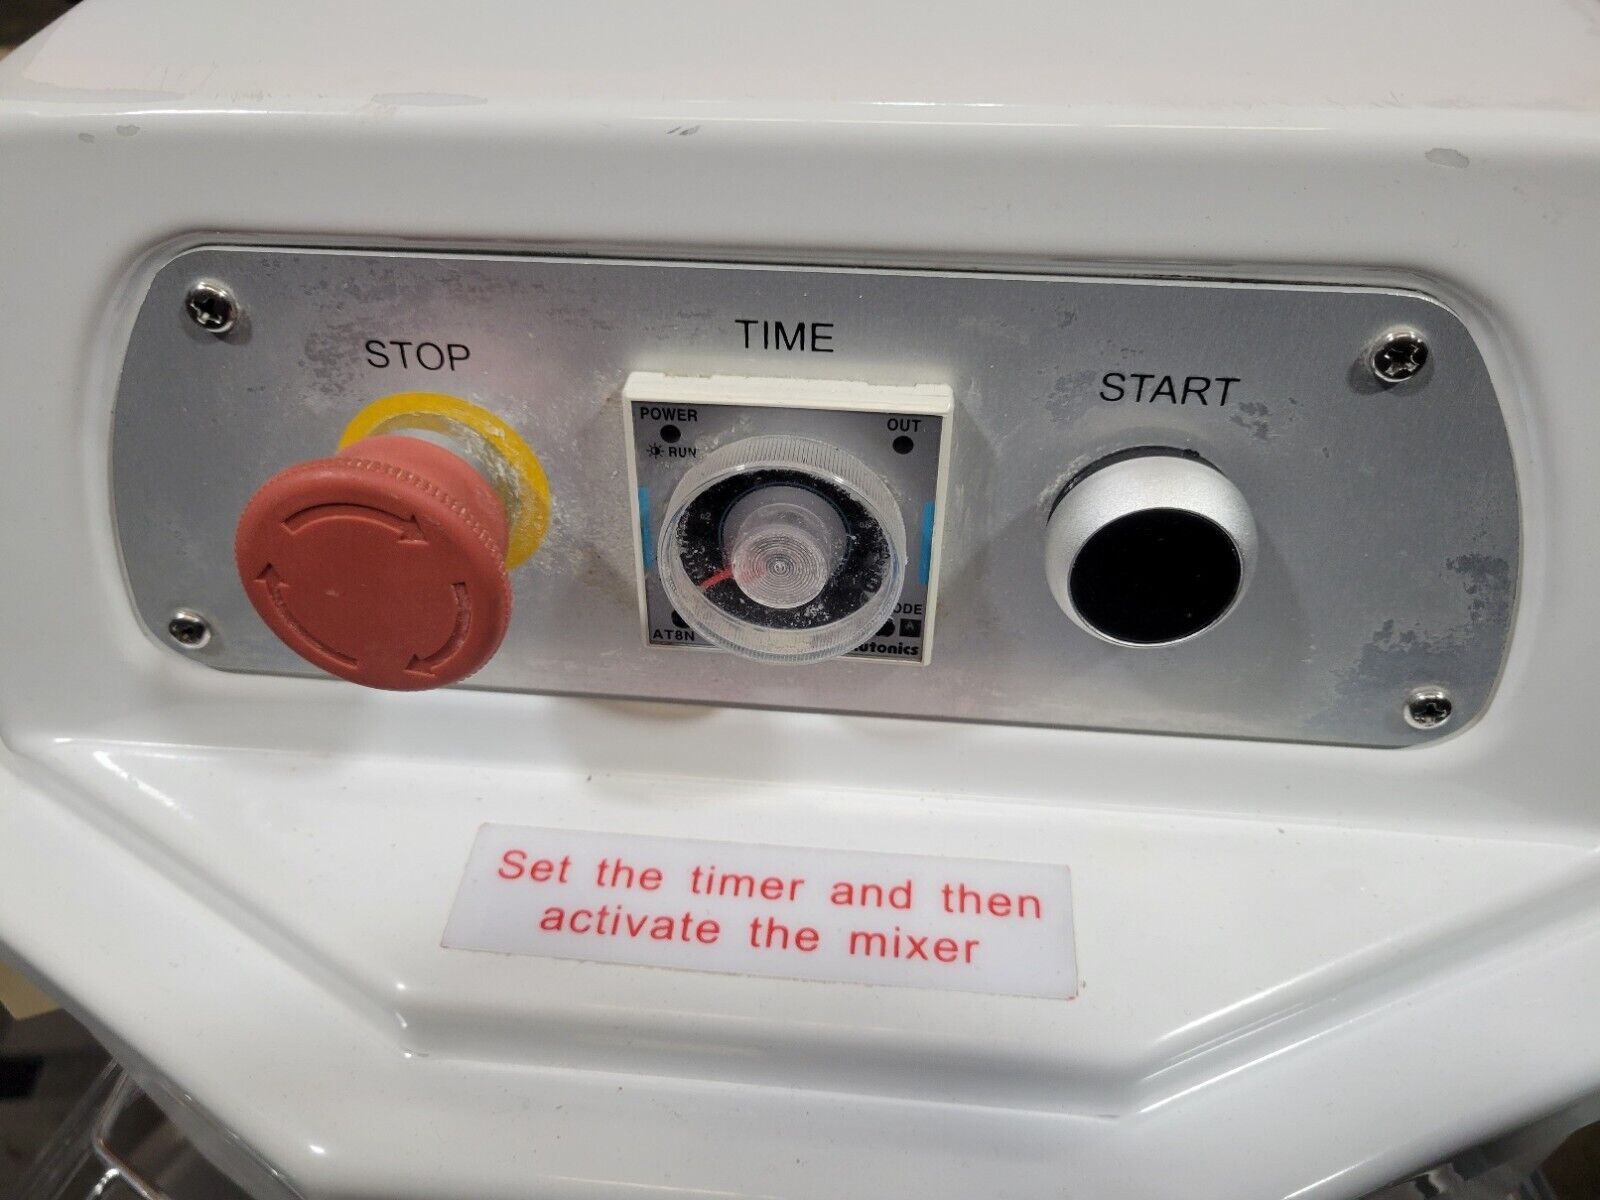 STOP
TIME
START
POWER
OUT
RUN
AT8N
A
Set the timer and then
activate the mixer